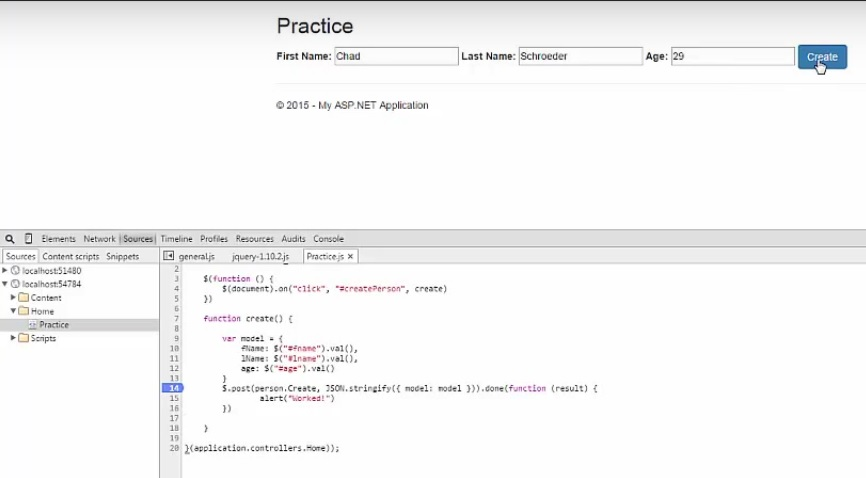 Practice
First Name: Chad Last Name: Schroeder Age: 29 Create
© 2015 - My ASP.NET Application
Elements Network Sources Timeline Profiles Resources Audits Console
Sources Content scripts Snippets general.js jquery-1.10.2.js Practice.js ×
localhost:51480
localhost:54784
Content
Home
Practice
Scripts
2
3 $(function () {
4 $(document).on("click", "#createPerson", create)
5 })
6
7 function create() {
8
9 var model = {
10 fName: $("#fname").val(),
11 lName: $("#lname").val(),
12 age: $("#age").val()
13 }
14 $.post(person.Create, JSON.stringify({ model: model })).done(function (result) {
15 alert("Worked!")
16 })
17
18 }
19
20 }(application.controllers.Home));